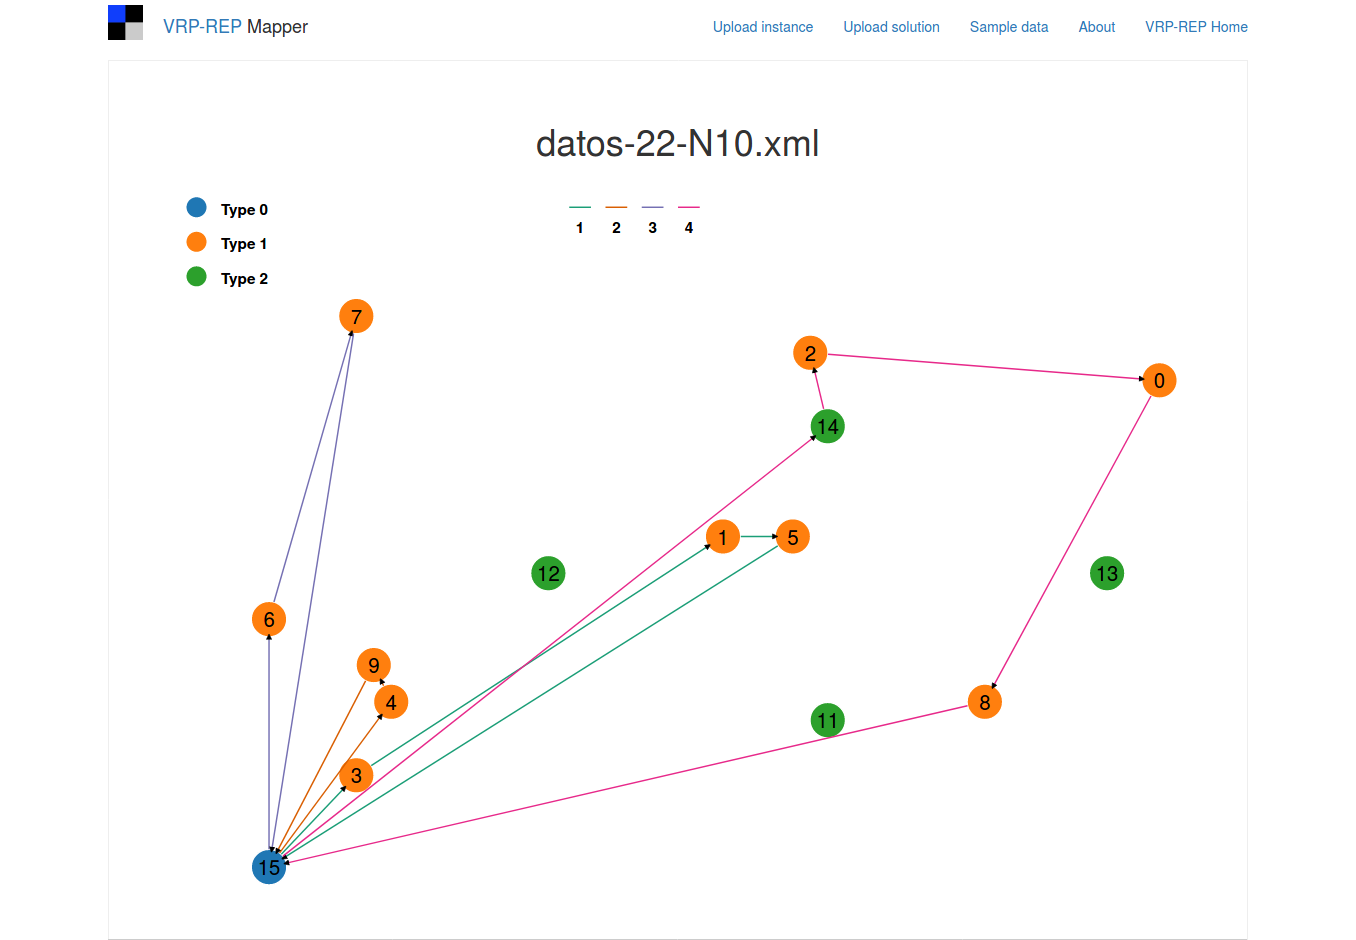 VRP-REP Mapper Upload instance Upload solution Sample data About VRP-REP Home
datos-22-N10.xml
Type 0
Type 1
Type 2
1 2 3 4
7
2
0
14
1 5
12 13
6
9
4 8
11
3
15